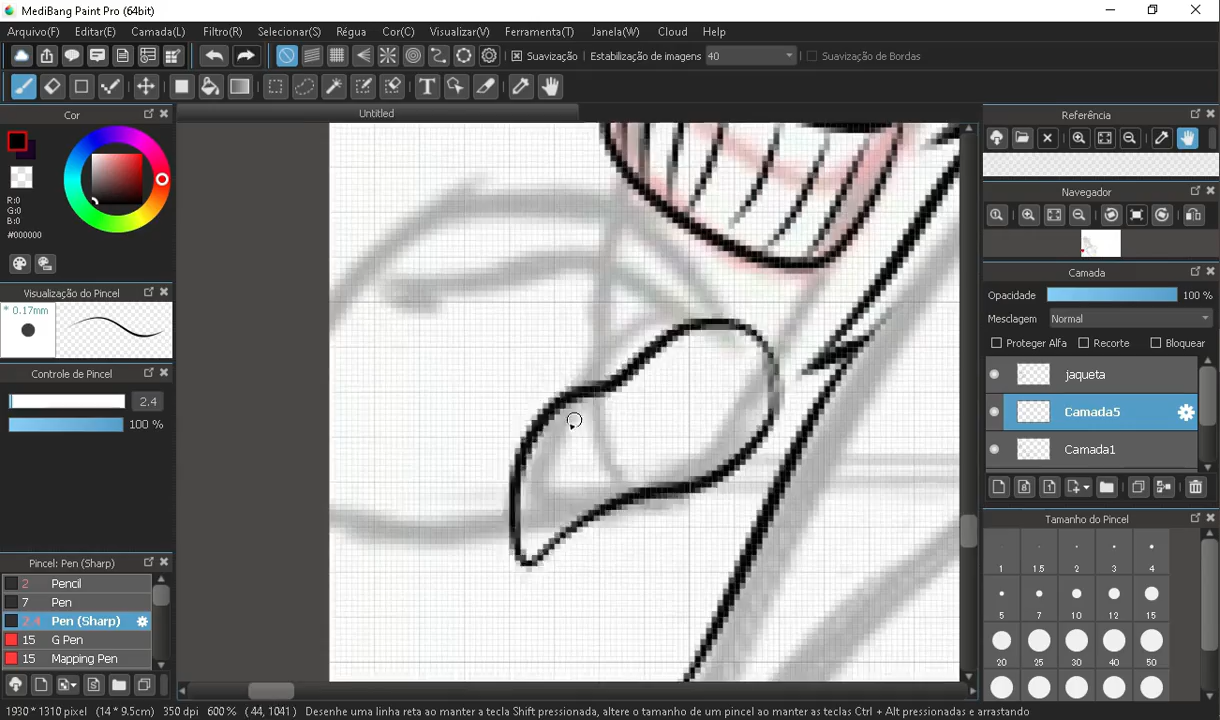 MediBang Paint Pro (64bit)
Arquivo(F) Editar(E) Camada(L) Filtro(R) Selecionar(S) Régua Cor(C) Visualizar(V) Ferramenta(T) Janela(W) Cloud Help
Suavização Estabilização de imagens 40 Suavização de Bordas
Cor
R:0
G:0
B:0
#000000
Visualização do Pincel
* 0.17mm
Controle de Pincel
2.4
100 %
Pincel: Pen (Sharp)
2 Pencil
7 Pen
2.4 Pen (Sharp)
15 G Pen
15 Mapping Pen
Untitled
Referência
Navegador
Camada
Opacidade 100 %
Mesclagem Normal
Proteger Alfa Recorte Bloquear
jaqueta
Camada5
Camada1
Tamanho do Pincel
1 1.5 2 3 4
5 7 10 12 15
20 25 30 40 50
1930 * 1310 pixel (14 * 9.5cm) 350 dpi 600 % ( 44, 1041) Desenhe uma linha reta ao manter a tecla Shift pressionada, altere o tamanho de um pincel ao manter as teclas Ctrl + Alt pressionadas e arrastando